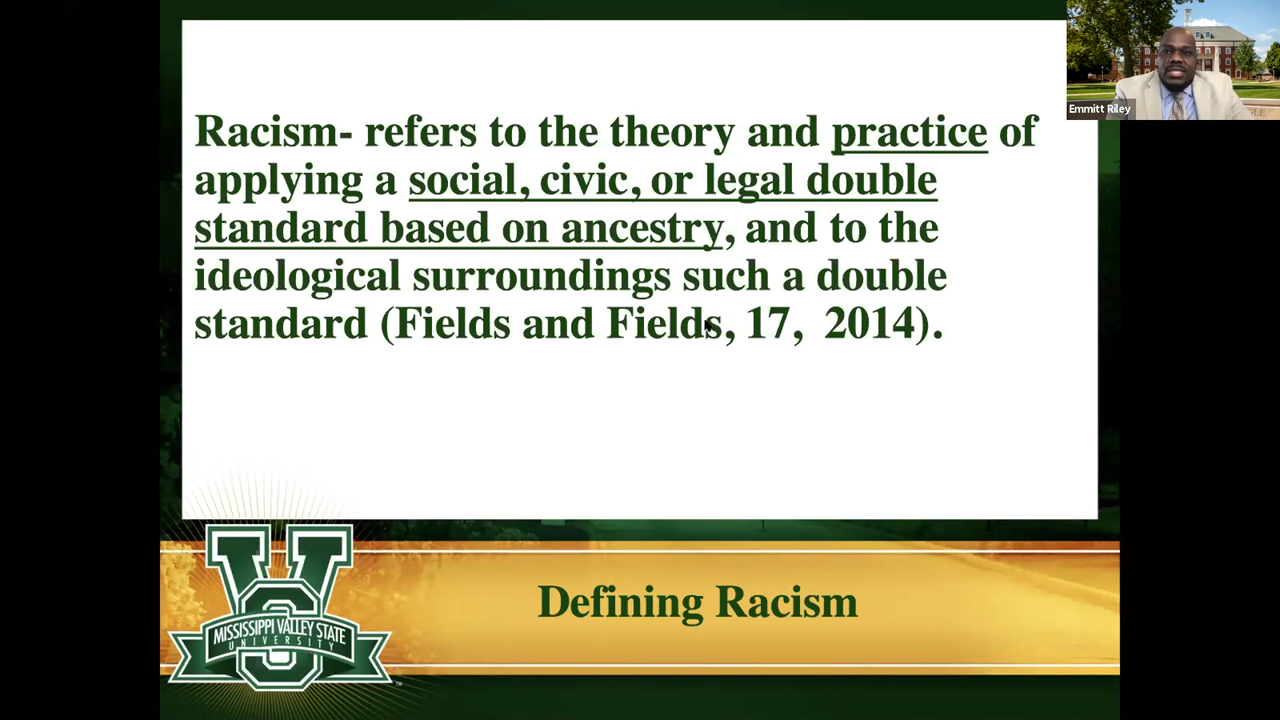 Emmitt Riley
Racism- refers to the theory and practice of
applying a social, civic, or legal double
standard based on ancestry, and to the
ideological surroundings such a double
standard (Fields and Fields, 17, 2014).
Defining Racism
VS
MISSISSIPPI VALLEY STATE
UNIVERSITY